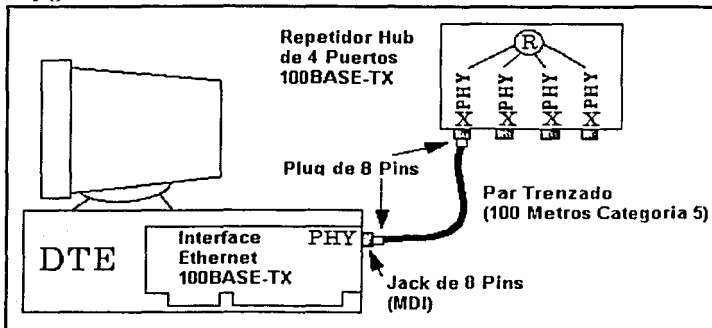 Repetidor Hub
de 4 Puertos
100BASE-TX
R
PHY PHY PHY PHY
X X X X
Plug de 8 Pins
Par Trenzado
(100 Metros Categoria 5)
DTE
Interface
Ethernet
100BASE-TX
PHY
Jack de 8 Pins
(MDI)